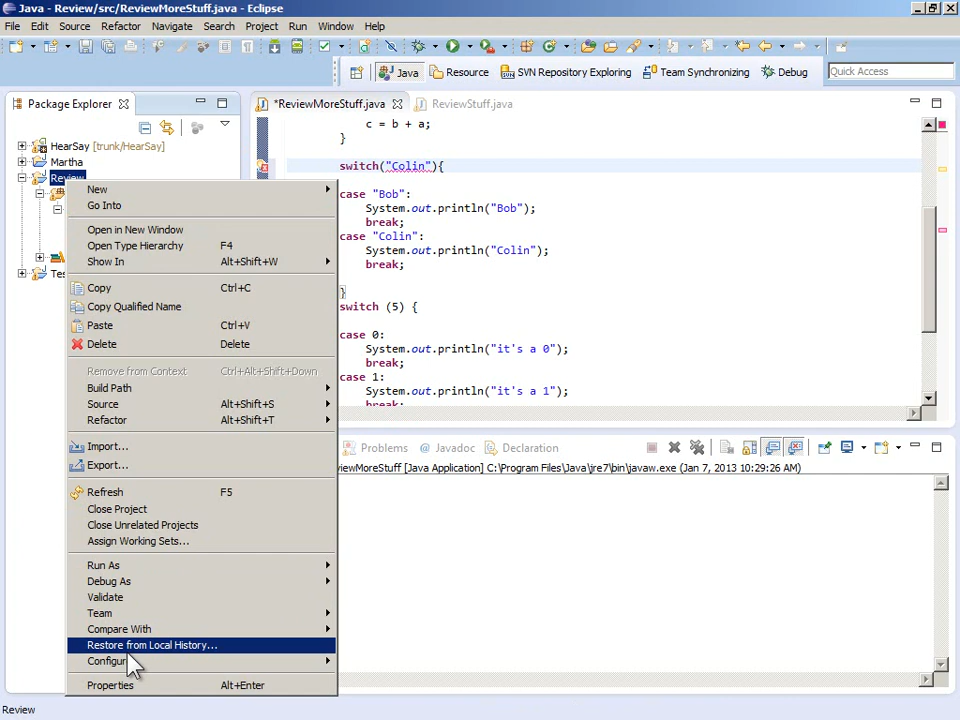 Java - Review/src/ReviewMoreStuff.java - Eclipse
File Edit Source Refactor Navigate Search Project Run Window Help
Java Resource SVN Repository Exploring Team Synchronizing Debug Quick Access
Package Explorer
*ReviewMoreStuff.java ReviewStuff.java
HearSay [trunk/HearSay]
Martha
Review
New
Go Into
Open in New Window
Open Type Hierarchy F4
Show In Alt+Shift+W
Copy Ctrl+C
Copy Qualified Name
Paste Ctrl+V
Delete Delete
Remove from Context Ctrl+Alt+Shift+Down
Build Path
Source Alt+Shift+S
Refactor Alt+Shift+T
Import...
Export...
Refresh F5
Close Project
Close Unrelated Projects
Assign Working Sets...
Run As
Debug As
Validate
Team
Compare With
Restore from Local History...
Configur
Properties Alt+Enter
c = b + a;
}
switch("Colin"){
case "Bob":
System.out.println("Bob");
break;
case "Colin":
System.out.println("Colin");
break;
}
switch (5) {
case 0:
System.out.println("it's a 0");
break;
case 1:
System.out.println("it's a 1");
break;
Problems @ Javadoc Declaration
viewMoreStuff [Java Application] C:\Program Files\Java\jre7\bin\javaw.exe (Jan 7, 2013 10:29:26 AM)
Review